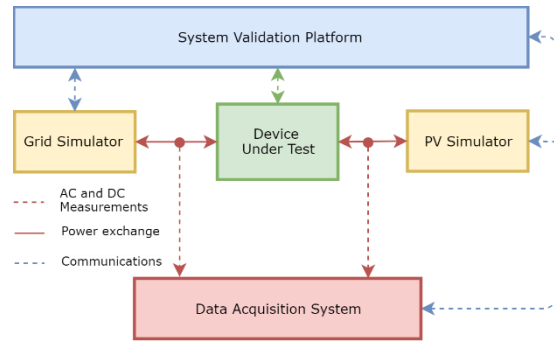 System Validation Platform
Grid Simulator
Device
Under Test
PV Simulator
AC and DC
Measurements
Power exchange
Communications
Data Acquisition System